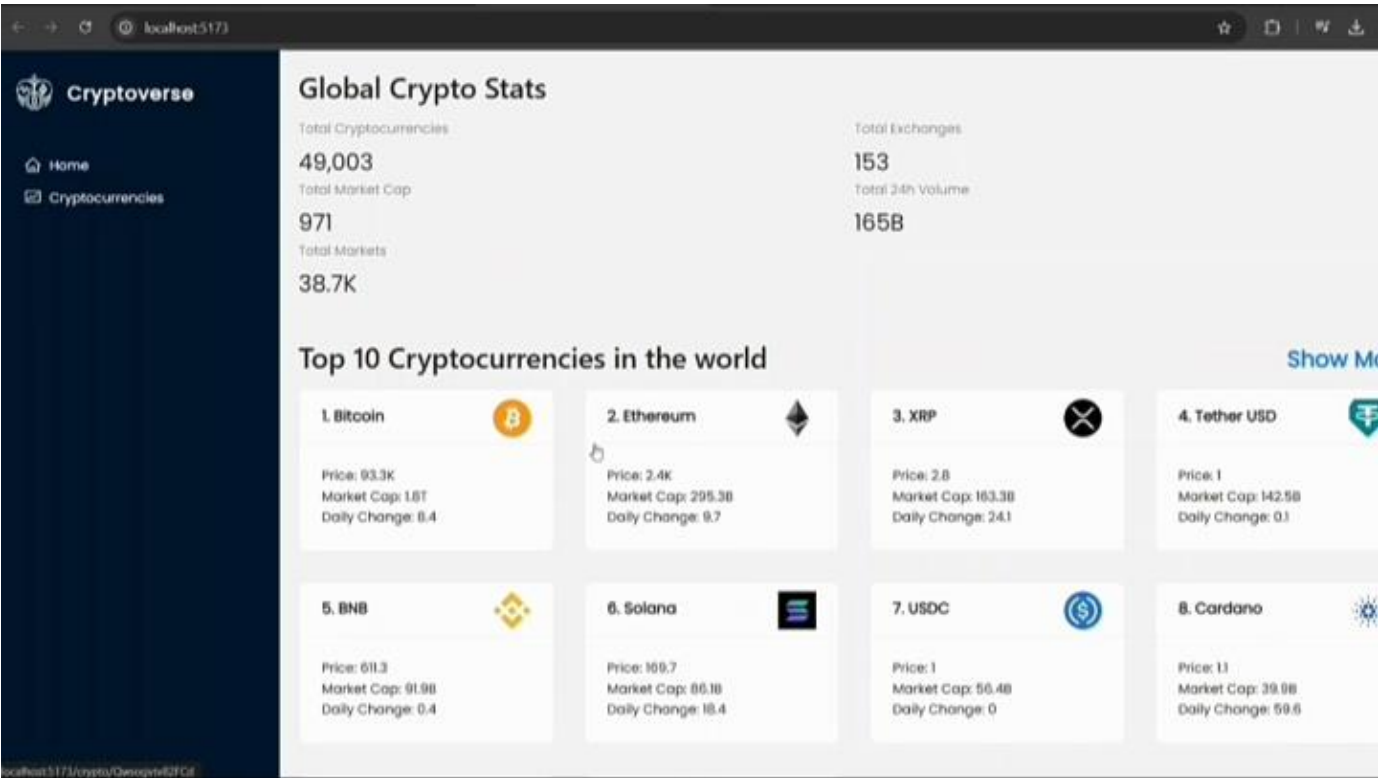 localhost:5173
Cryptoverse
Home
Cryptocurrencies
Global Crypto Stats
Total Cryptocurrencies
49,003
Total Exchanges
153
Total Market Cap
971
Total 24h Volume
165B
Total Markets
38.7K
Top 10 Cryptocurrencies in the world
Show Mo
1. Bitcoin
Price: 93.3K
Market Cap: 1.8T
Daily Change: 8.4
2. Ethereum
Price: 2.4K
Market Cap: 295.3B
Daily Change: 9.7
3. XRP
Price: 2.8
Market Cap: 163.3B
Daily Change: 24.1
4. Tether USD
Price: 1
Market Cap: 142.5B
Daily Change: 0.1
5. BNB
Price: 611.3
Market Cap: 91.9B
Daily Change: 0.4
6. Solana
Price: 169.7
Market Cap: 86.1B
Daily Change: 18.4
7. USDC
Price: 1
Market Cap: 56.4B
Daily Change: 0
8. Cardano
Price: 1.1
Market Cap: 39.9B
Daily Change: 59.6